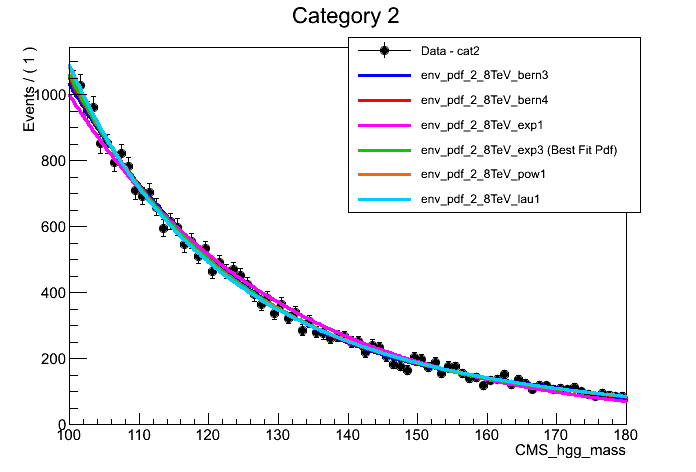 Category 2
Events / ( 1 )
1000
800
600
400
200
0
Data - cat2
env_pdf_2_8TeV_bern3
env_pdf_2_8TeV_bern4
env_pdf_2_8TeV_exp1
env_pdf_2_8TeV_exp3 (Best Fit Pdf)
env_pdf_2_8TeV_pow1
env_pdf_2_8TeV_lau1
100 110 120 130 140 150 160 170 180
CMS_hgg_mass